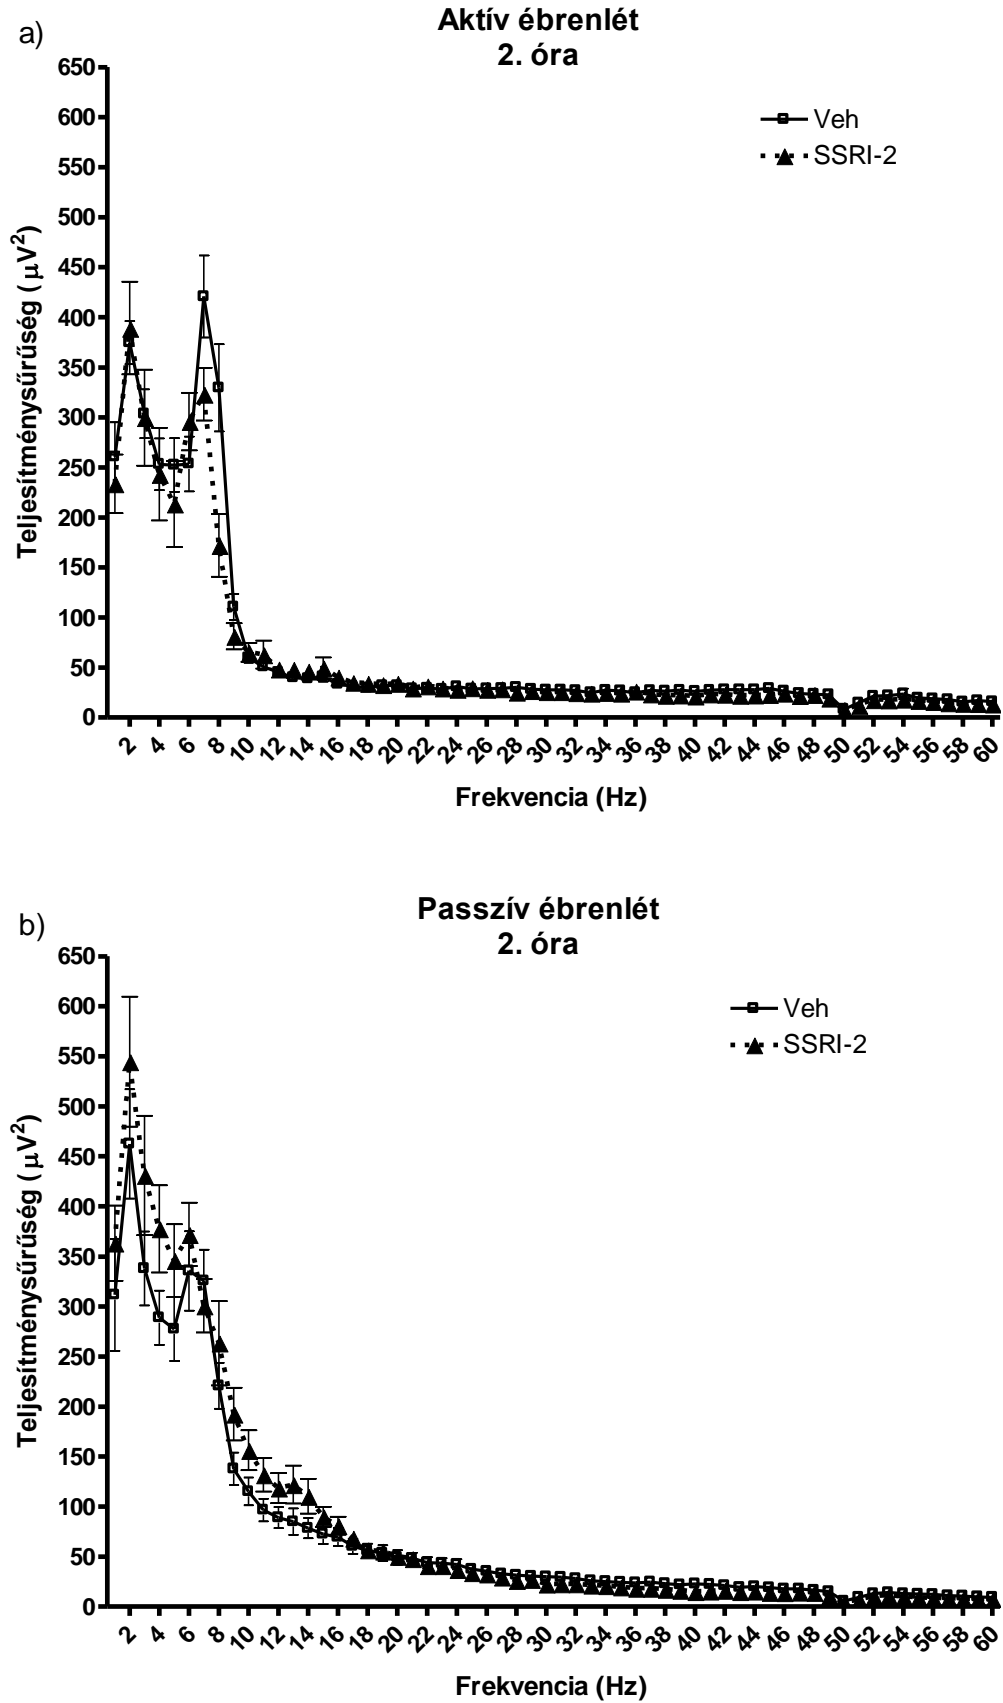 a)
Aktív ébrenlét
2. óra
650
600
550
500
450
400
350
300
250
200
150
100
50
0
Teljesítménysűrűség (μV²)
Veh
SSRI-2
2 4 6 8 10 12 14 16 18 20 22 24 26 28 30 32 34 36 38 40 42 44 46 48 50 52 54 56 58 60
Frekvencia (Hz)
b)
Passzív ébrenlét
2. óra
650
600
550
500
450
400
350
300
250
200
150
100
50
0
Teljesítménysűrűség (μV²)
Veh
SSRI-2
2 4 6 8 10 12 14 16 18 20 22 24 26 28 30 32 34 36 38 40 42 44 46 48 50 52 54 56 58 60
Frekvencia (Hz)